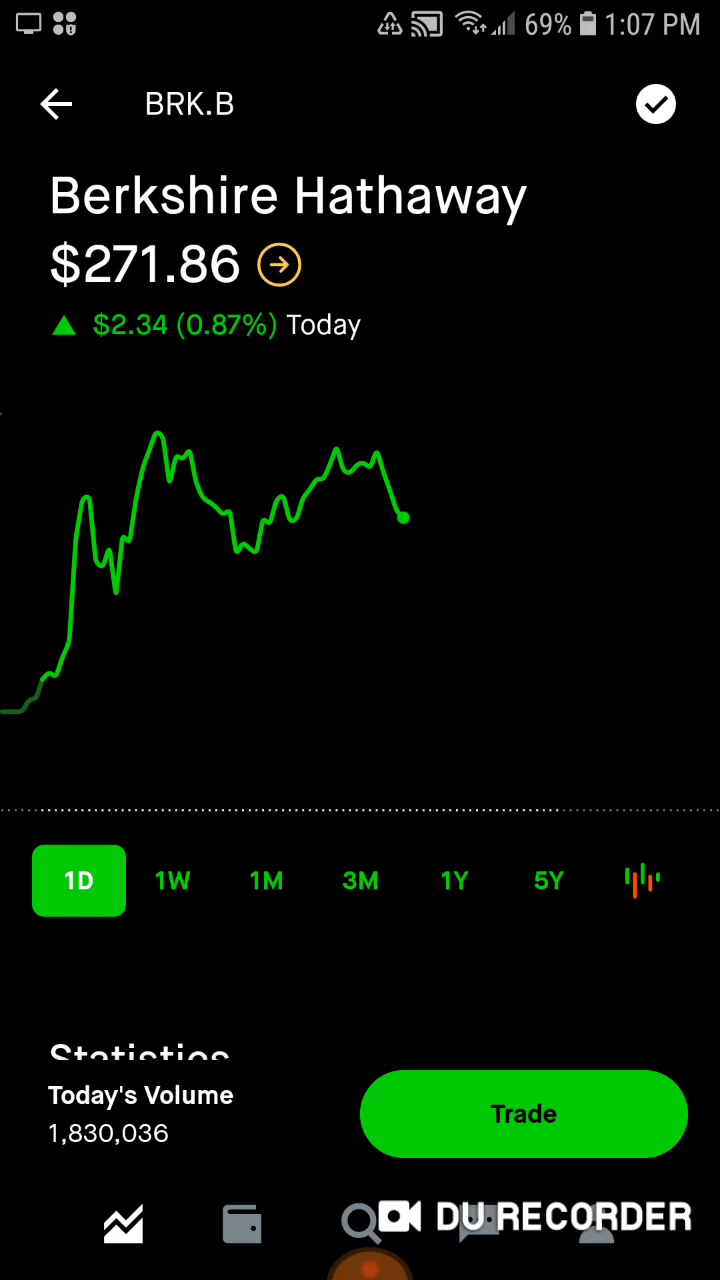 69% 1:07 PM
BRK.B
Berkshire Hathaway
$271.86
$2.34 (0.87%) Today
1D 1W 1M 3M 1Y 5Y
Statistics
Today's Volume
1,830,036
Trade
DU RECORDER